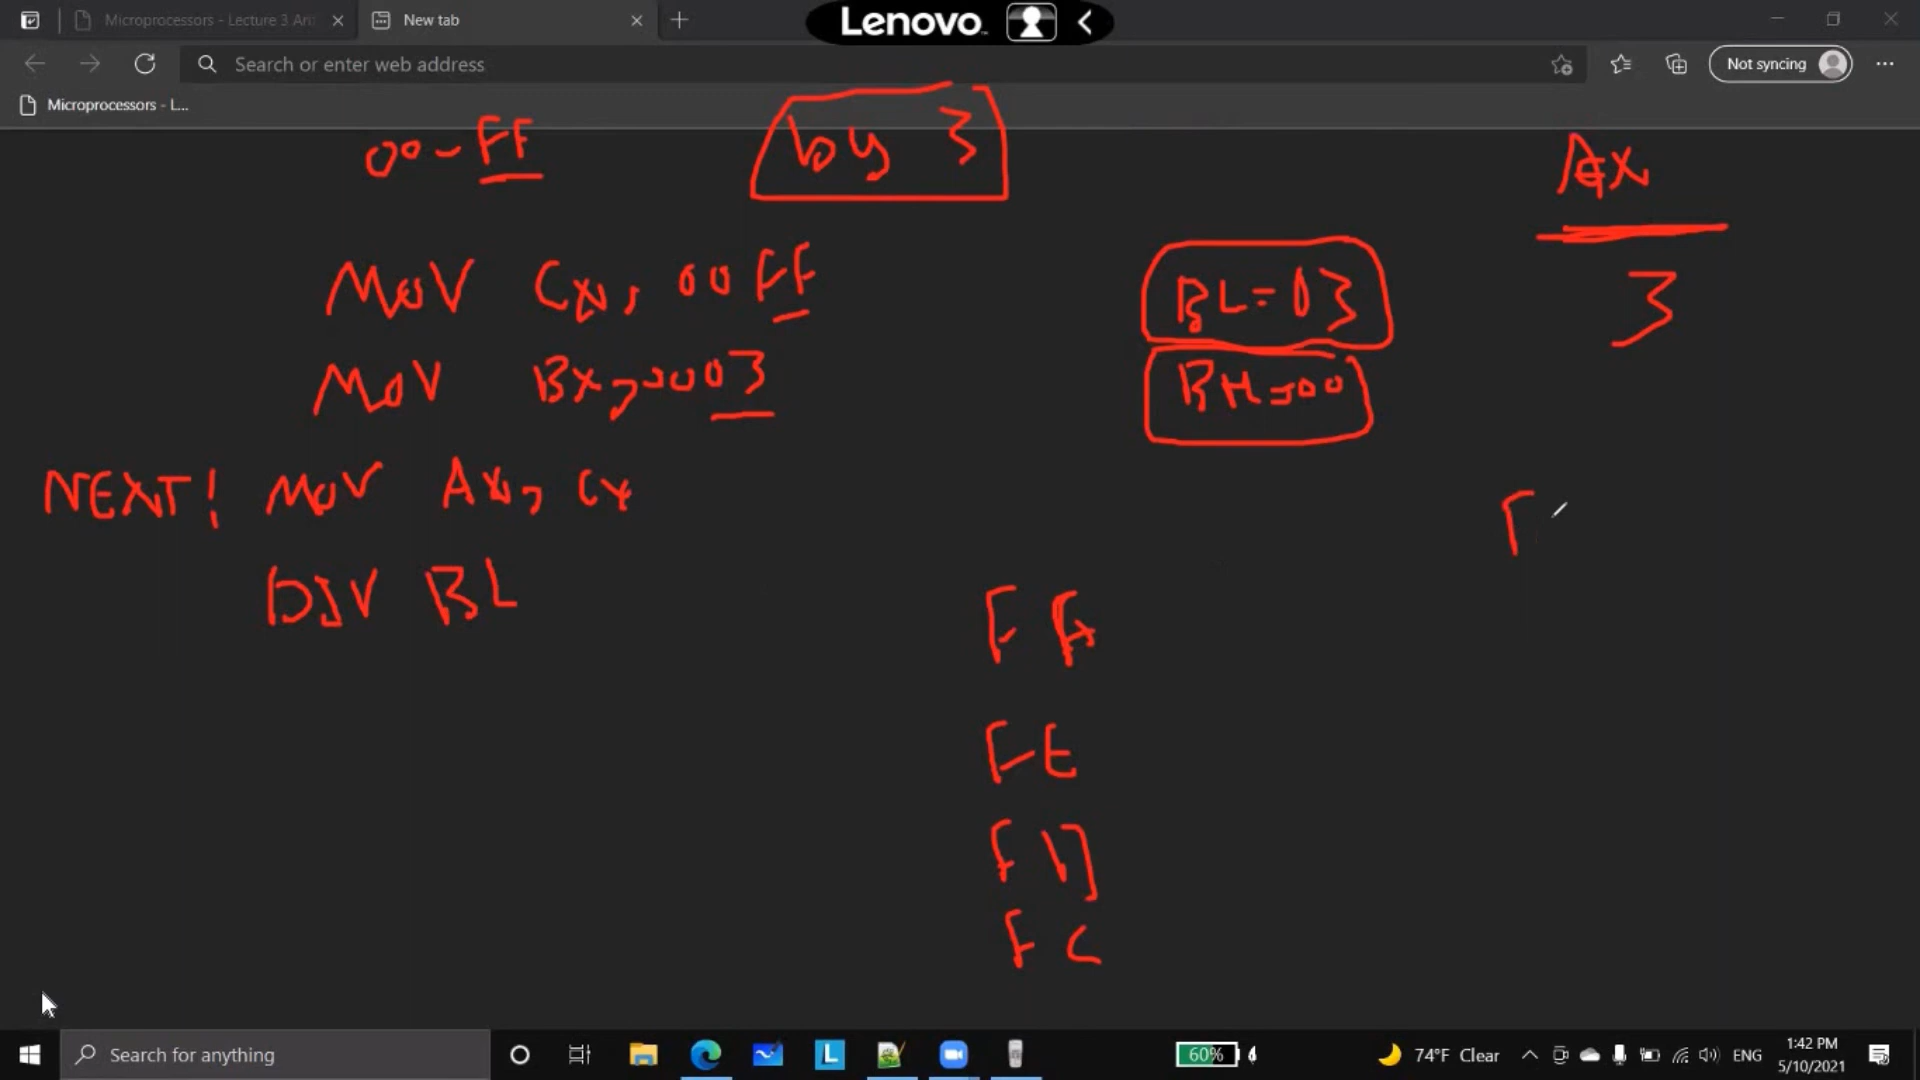 Microprocessors - Lecture 3 Ari
New tab
Lenovo
Search or enter web address
Not syncing
Microprocessors - L...
00-FF
by 3
AX
MOV CX, 00FF
BL=03
3
MOV BX, 0003
BH=00
NEXT: MOV AX, CX
DIV BL
FF
FE
FD
FC
Search for anything
60%
74°F Clear
ENG
1:42 PM
5/10/2021